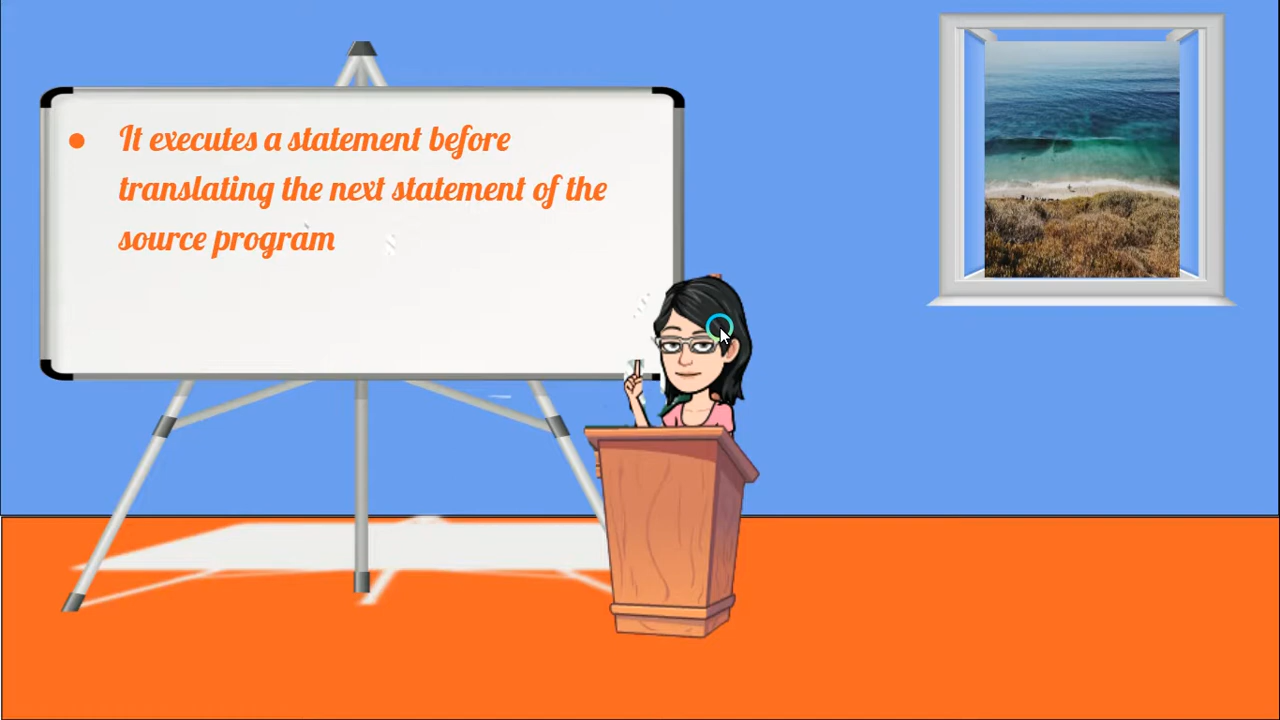 It executes a statement before
translating the next statement of the
source program